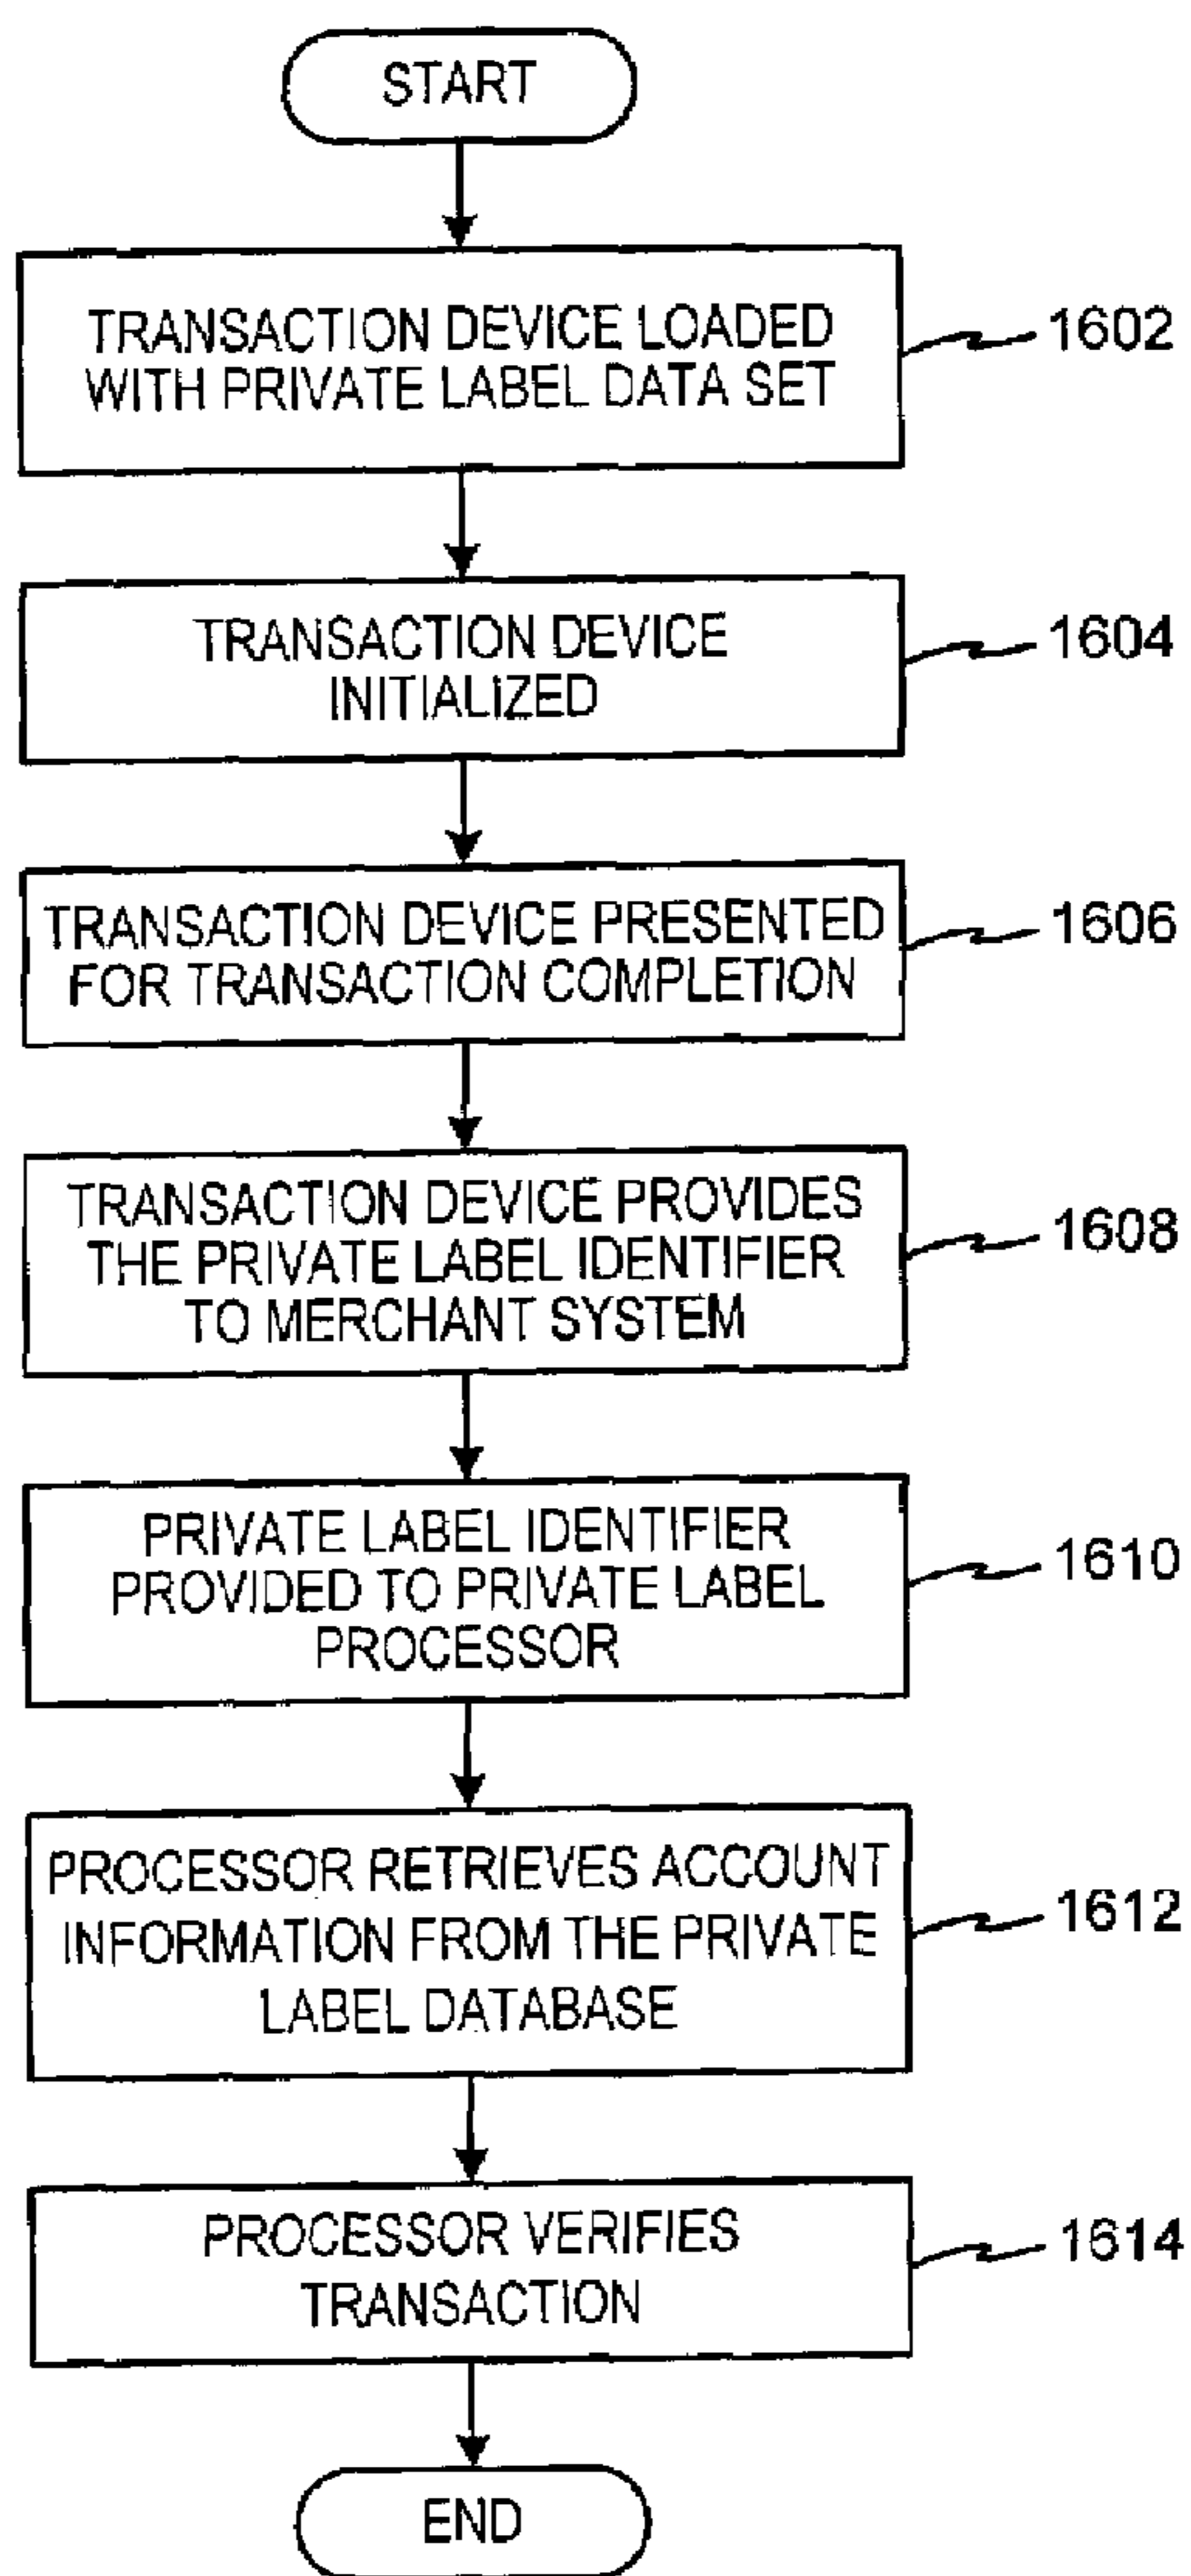 START
TRANSACTION DEVICE LOADED
WITH PRIVATE LABEL DATA SET
1602
TRANSACTION DEVICE
INITIALIZED
1604
TRANSACTION DEVICE PRESENTED
FOR TRANSACTION COMPLETION
1606
TRANSACTION DEVICE PROVIDES
THE PRIVATE LABEL IDENTIFIER
TO MERCHANT SYSTEM
1608
PRIVATE LABEL IDENTIFIER
PROVIDED TO PRIVATE LABEL
PROCESSOR
1610
PROCESSOR RETRIEVES ACCOUNT
INFORMATION FROM THE PRIVATE
LABEL DATABASE
1612
PROCESSOR VERIFIES
TRANSACTION
1614
END